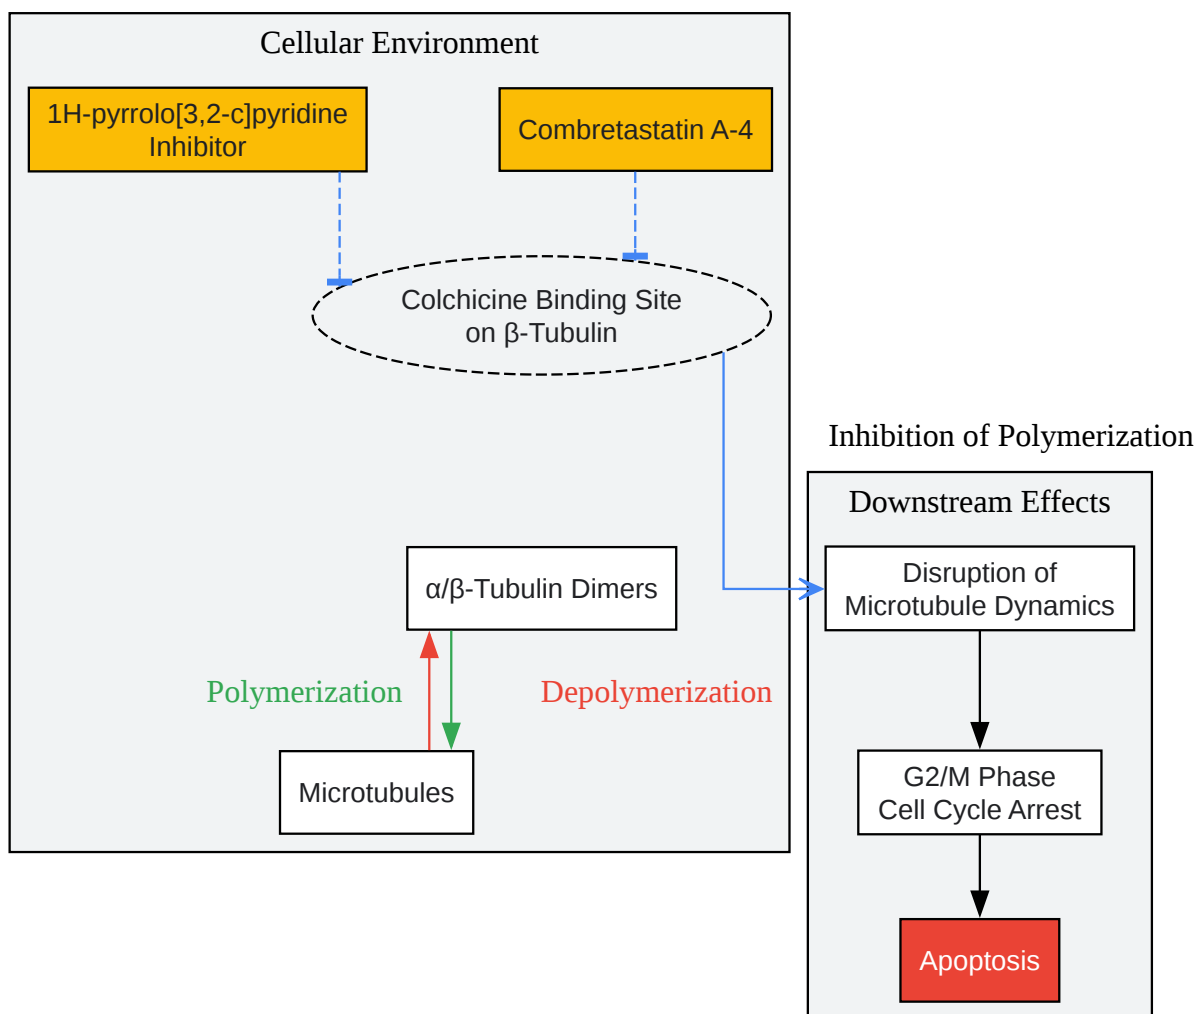 Cellular Environment
1H-pyrrolo[3,2-c]pyridine
Inhibitor
Combretastatin A-4
Colchicine Binding Site
on β-Tubulin
Inhibition of Polymerization
Downstream Effects
α/β-Tubulin Dimers
Disruption of
Microtubule Dynamics
Polymerization
Depolymerization
Microtubules
G2/M Phase
Cell Cycle Arrest
Apoptosis